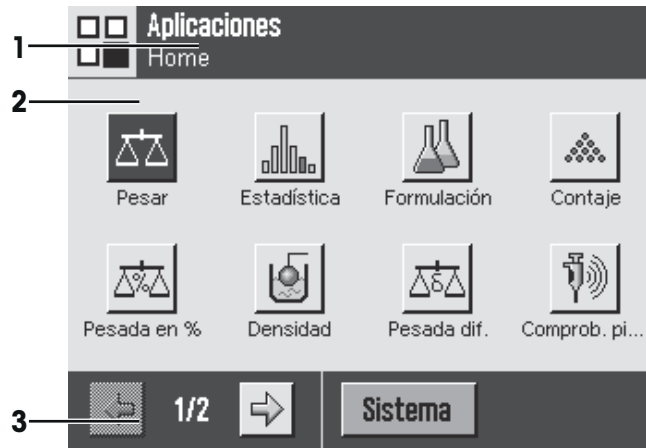 Aplicaciones
1
Home
2
Pesar Estadística Formulación Contaje
Pesada en % Densidad Pesada dif. Comprob. pi...
3
1/2 Sistema